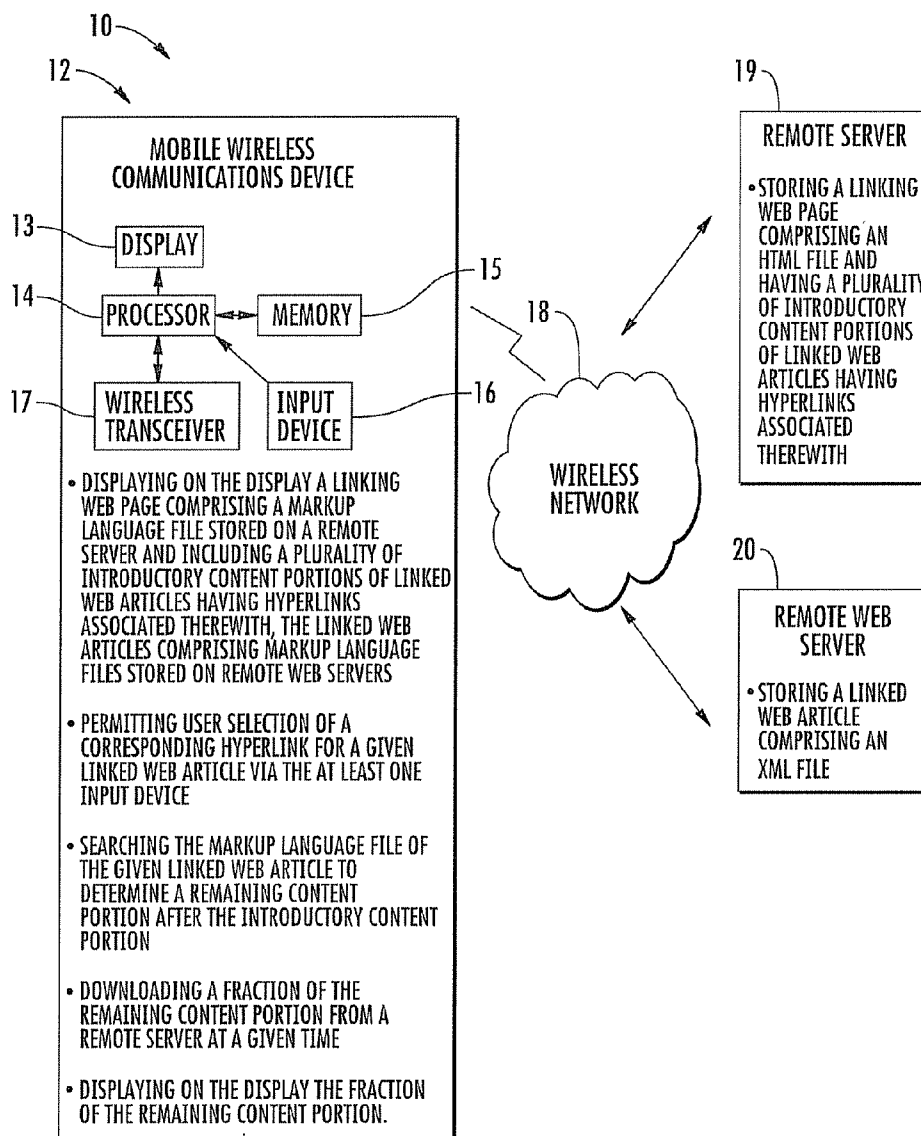 10
12
MOBILE WIRELESS
COMMUNICATIONS DEVICE
13
DISPLAY
14
PROCESSOR
MEMORY
15
17
WIRELESS
TRANSCEIVER
INPUT
DEVICE
16
• DISPLAYING ON THE DISPLAY A LINKING
WEB PAGE COMPRISING A MARKUP
LANGUAGE FILE STORED ON A REMOTE
SERVER AND INCLUDING A PLURALITY OF
INTRODUCTORY CONTENT PORTIONS OF LINKED
WEB ARTICLES HAVING HYPERLINKS
ASSOCIATED THEREWITH, THE LINKED WEB
ARTICLES COMPRISING MARKUP LANGUAGE
FILES STORED ON REMOTE WEB SERVERS
• PERMITTING USER SELECTION OF A
CORRESPONDING HYPERLINK FOR A GIVEN
LINKED WEB ARTICLE VIA THE AT LEAST ONE
INPUT DEVICE
• SEARCHING THE MARKUP LANGUAGE FILE OF
THE GIVEN LINKED WEB ARTICLE TO
DETERMINE A REMAINING CONTENT
PORTION AFTER THE INTRODUCTORY CONTENT
PORTION
• DOWNLOADING A FRACTION OF THE
REMAINING CONTENT PORTION FROM A
REMOTE SERVER AT A GIVEN TIME
• DISPLAYING ON THE DISPLAY THE FRACTION
OF THE REMAINING CONTENT PORTION.
18
WIRELESS
NETWORK
19
REMOTE SERVER
• STORING A LINKING
WEB PAGE
COMPRISING AN
HTML FILE AND
HAVING A PLURALITY
OF INTRODUCTORY
CONTENT PORTIONS
OF LINKED WEB
ARTICLES HAVING
HYPERLINKS
ASSOCIATED
THEREWITH
20
REMOTE WEB
SERVER
• STORING A LINKED
WEB ARTICLE
COMPRISING AN
XML FILE